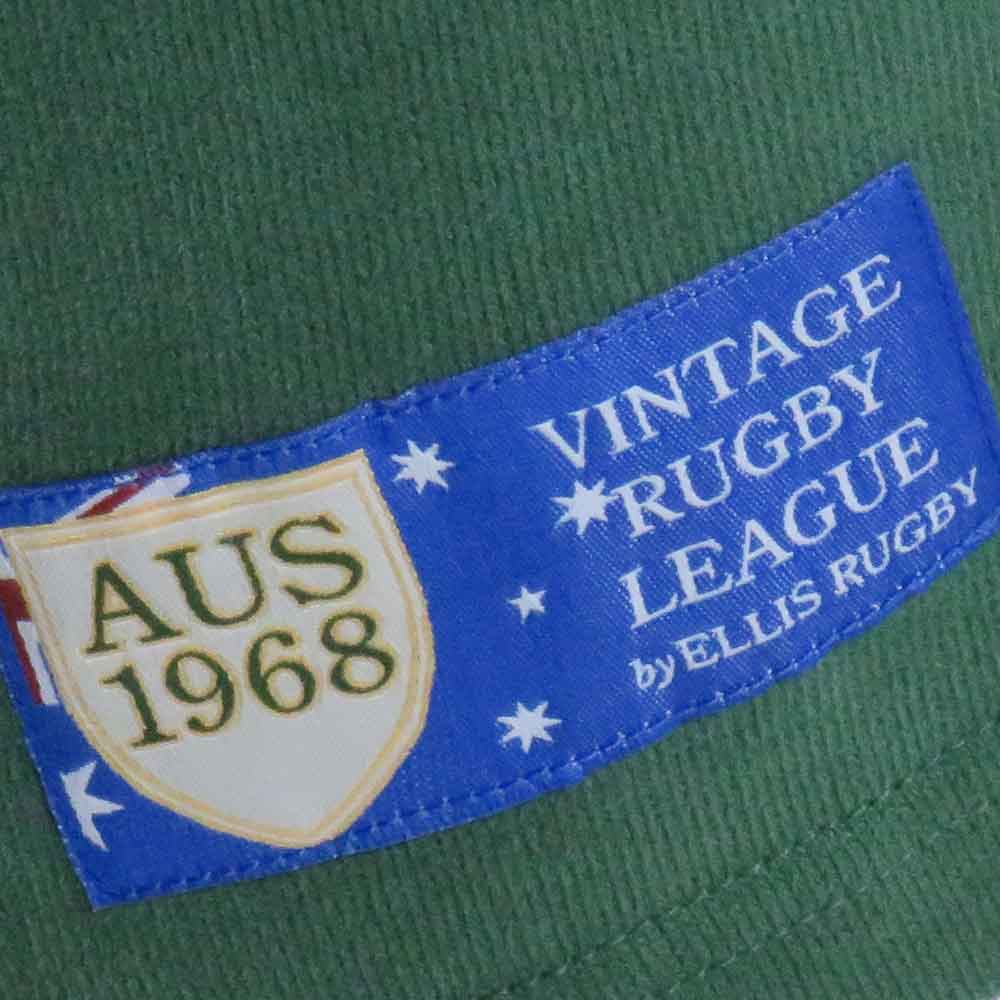 AUS
1968
VINTAGE
RUGBY
LEAGUE
by ELLIS RUGBY